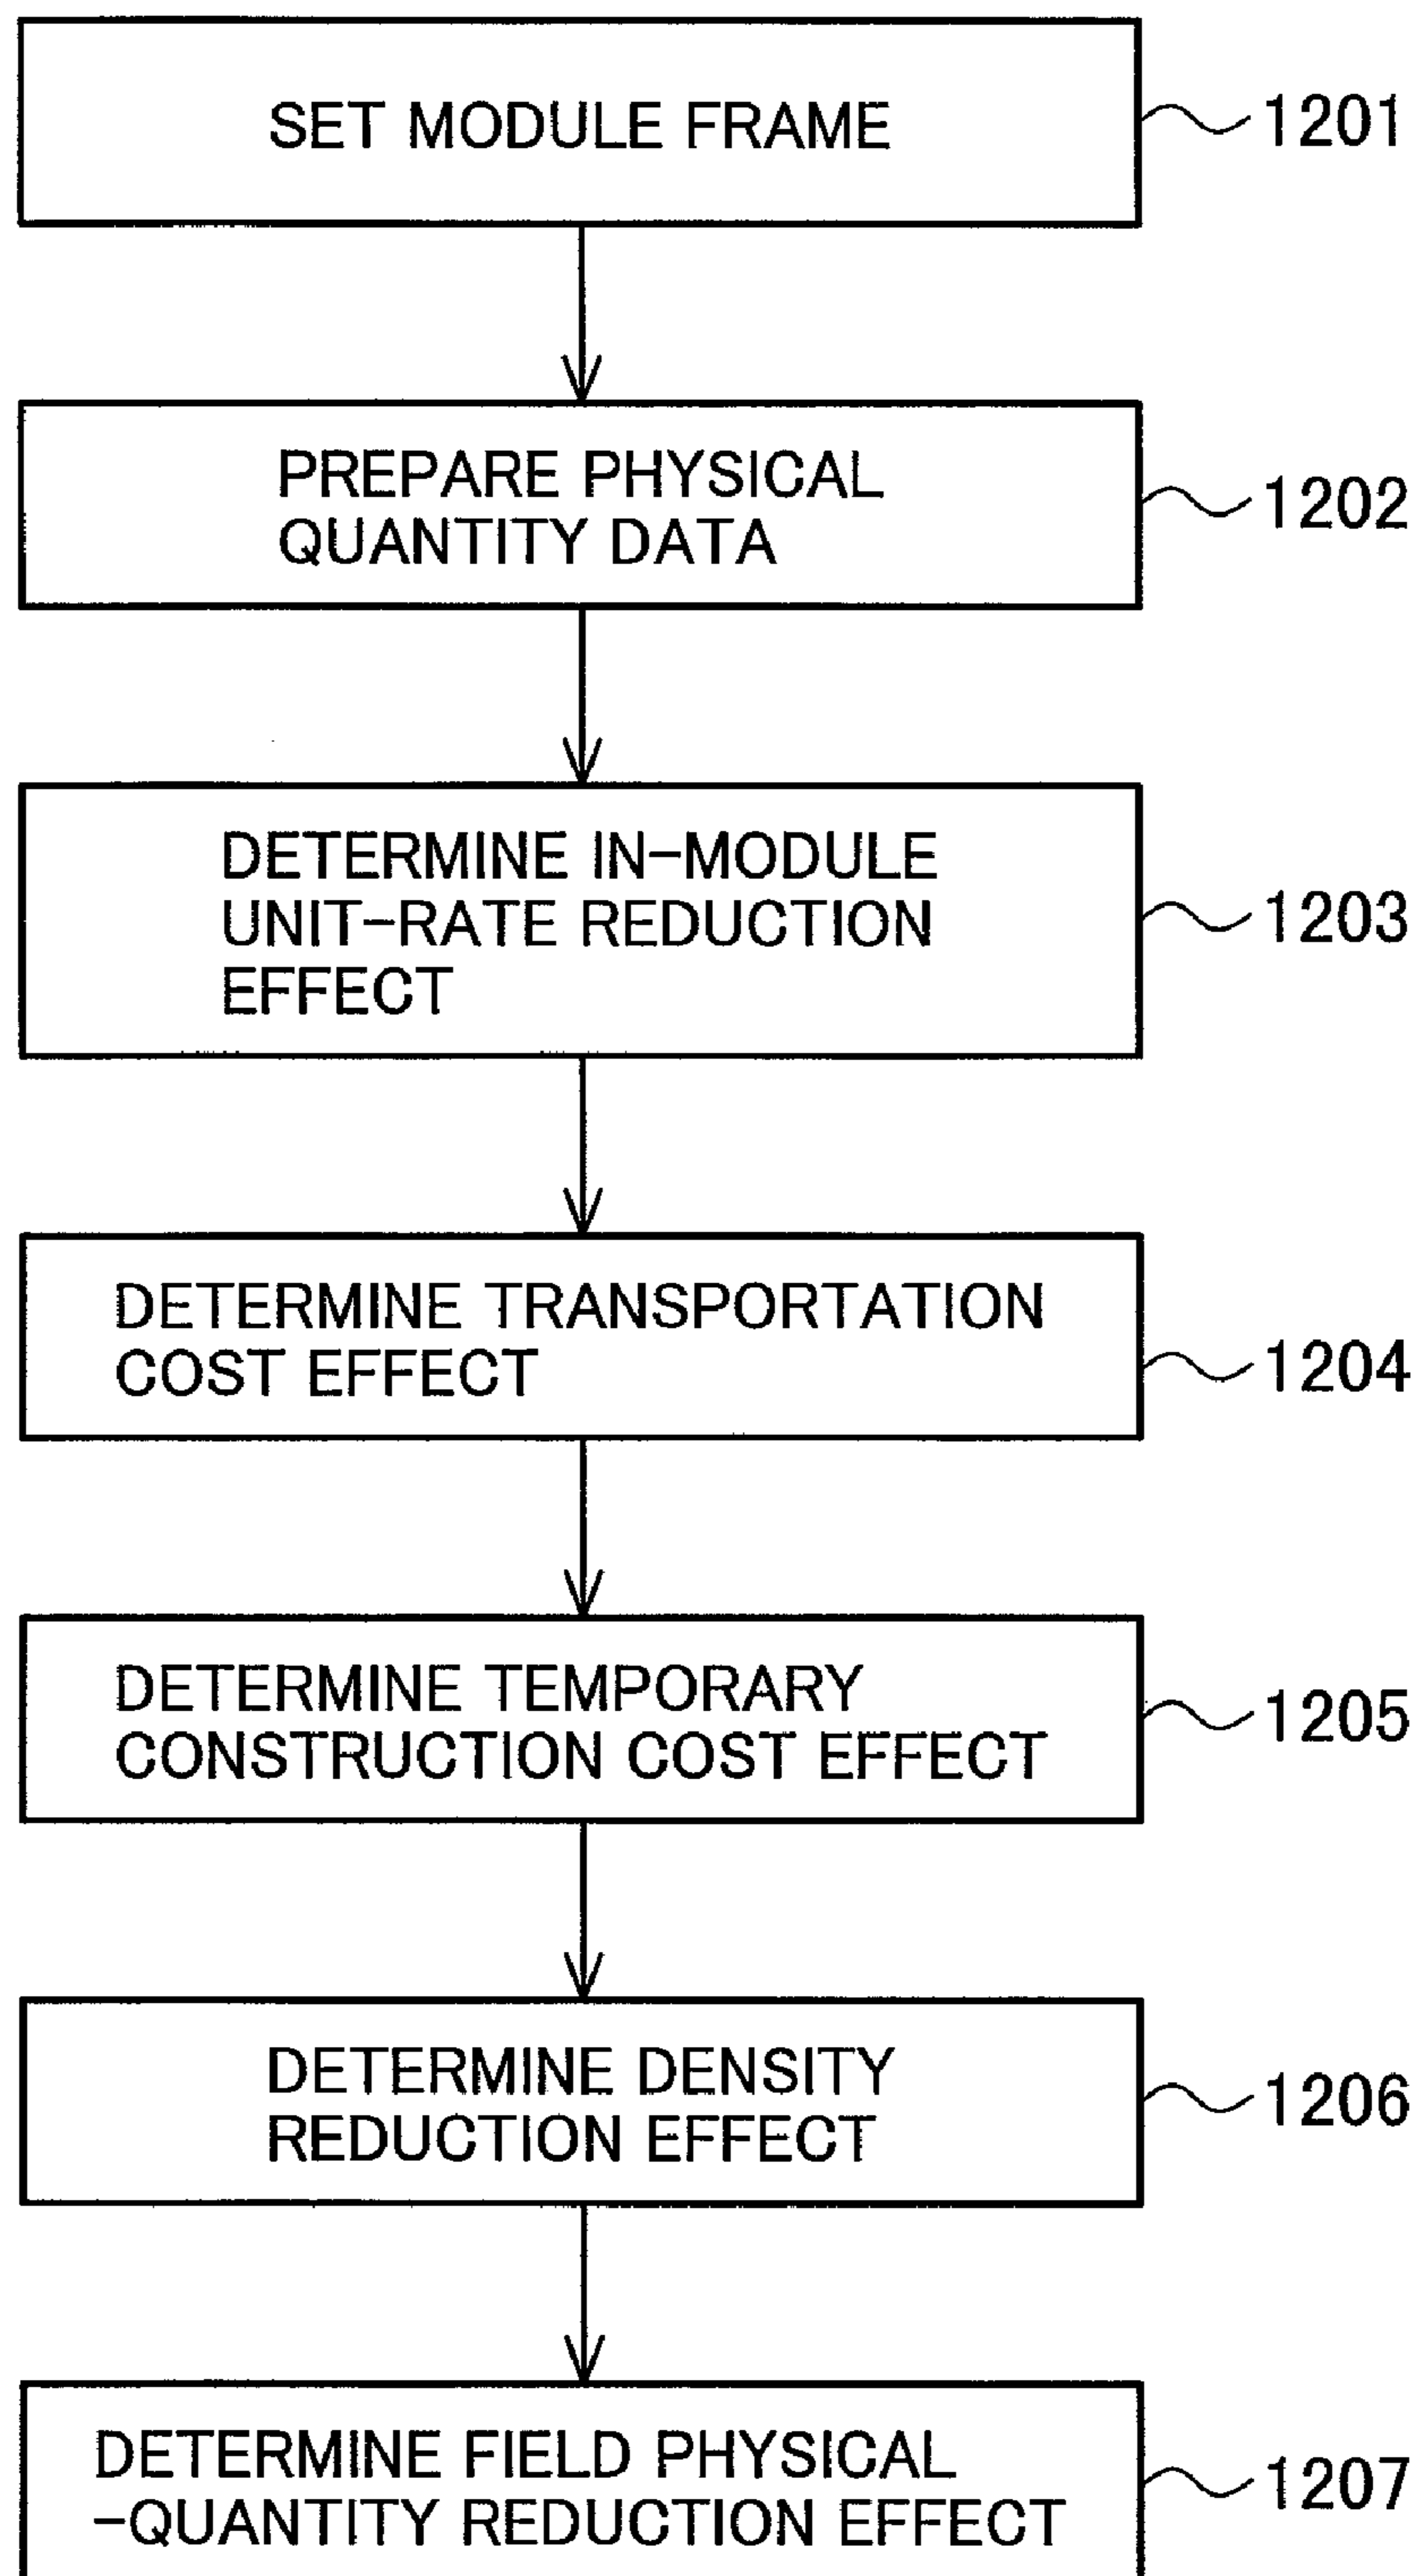 SET MODULE FRAME
1201
PREPARE PHYSICAL
QUANTITY DATA
1202
DETERMINE IN-MODULE
UNIT-RATE REDUCTION
EFFECT
1203
DETERMINE TRANSPORTATION
COST EFFECT
1204
DETERMINE TEMPORARY
CONSTRUCTION COST EFFECT
1205
DETERMINE DENSITY
REDUCTION EFFECT
1206
DETERMINE FIELD PHYSICAL
-QUANTITY REDUCTION EFFECT
1207